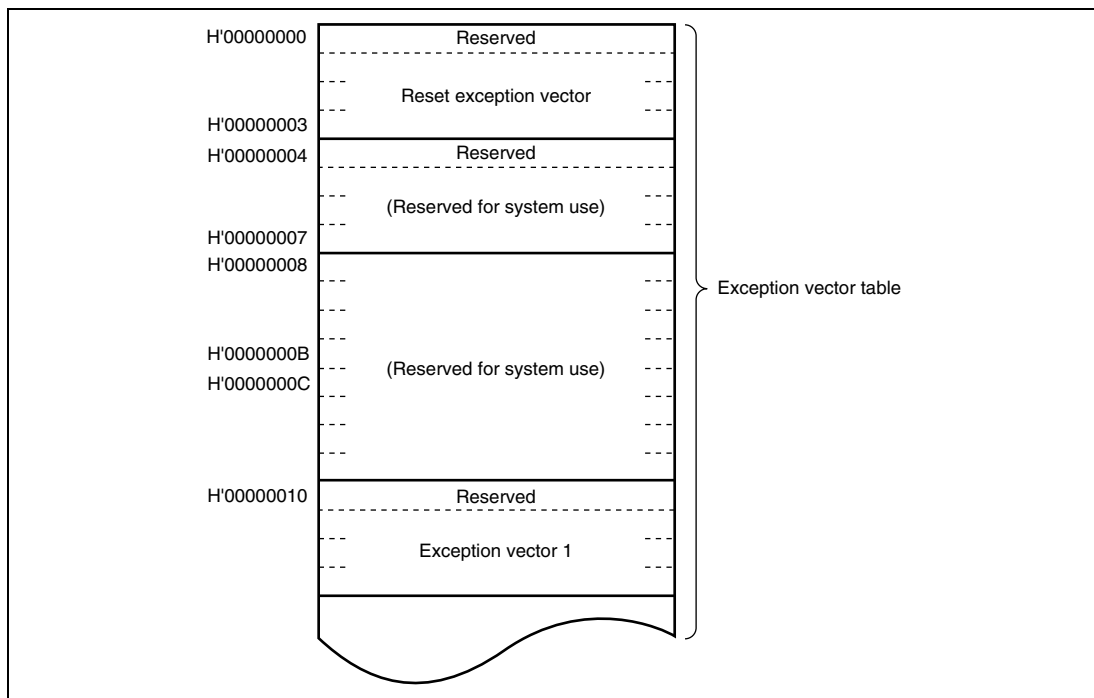 H'00000000 Reserved
Reset exception vector
H'00000003
H'00000004 Reserved
(Reserved for system use)
H'00000007
H'00000008
Exception vector table
H'0000000B
(Reserved for system use)
H'0000000C
H'00000010 Reserved
Exception vector 1